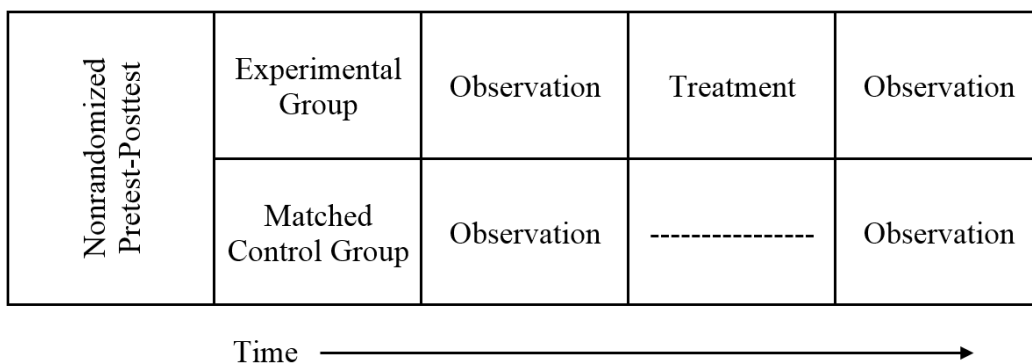 Nonrandomized
Pretest-Posttest
Experimental
Group
Observation
Treatment
Observation
Matched
Control Group
Observation
-----------------
Observation
Time